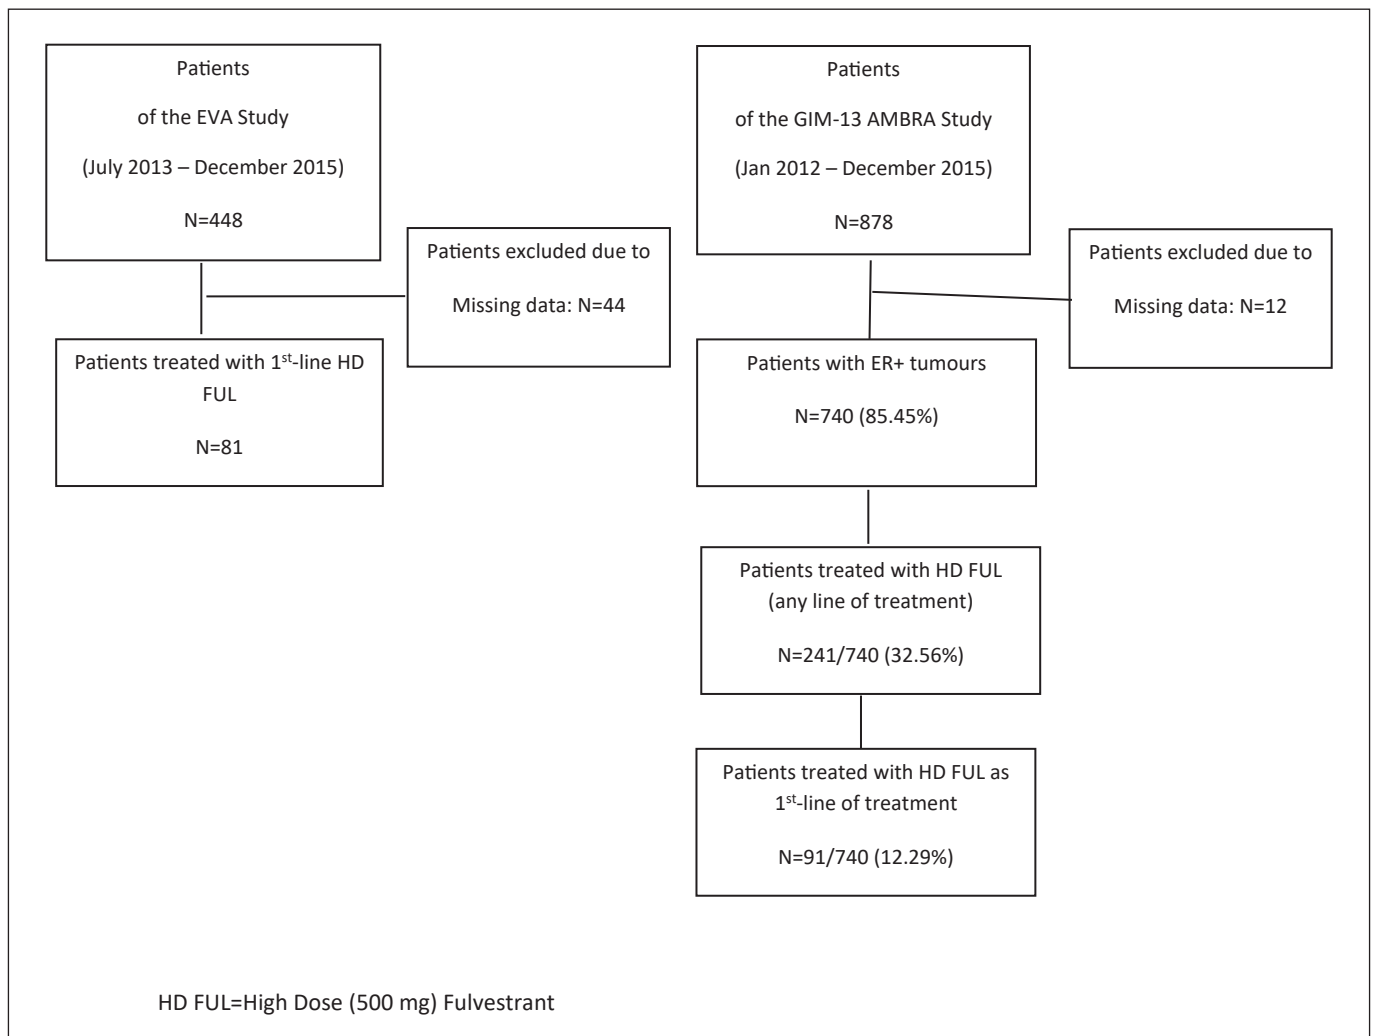 Patients
of the EVA Study
(July 2013 – December 2015)
N=448
Patients excluded due to
Missing data: N=44
Patients treated with 1st-line HD
FUL
N=81
Patients
of the GIM-13 AMBRA Study
(Jan 2012 – December 2015)
N=878
Patients excluded due to
Missing data: N=12
Patients with ER+ tumours
N=740 (85.45%)
Patients treated with HD FUL
(any line of treatment)
N=241/740 (32.56%)
Patients treated with HD FUL as
1st-line of treatment
N=91/740 (12.29%)
HD FUL=High Dose (500 mg) Fulvestrant